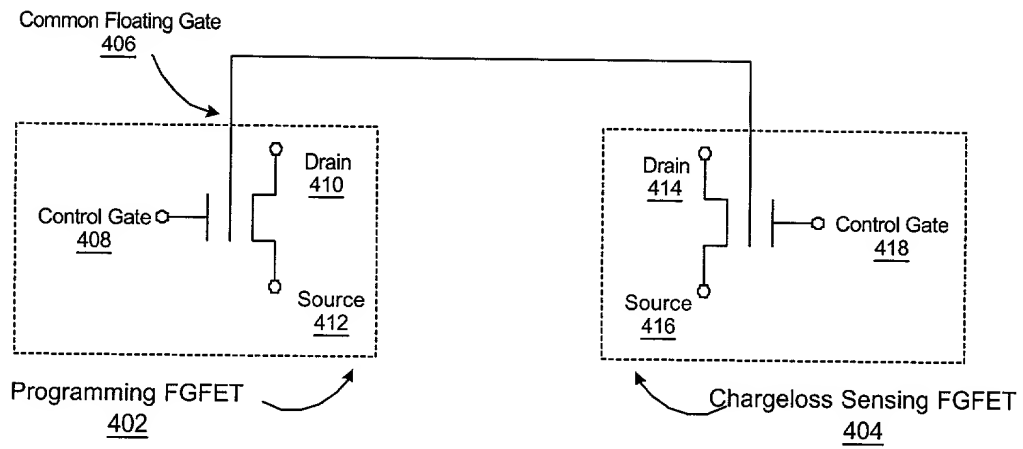 Common Floating Gate
406
Drain
410
Control Gate
408
Source
412
Programming FGFET
402
Drain
414
Control Gate
418
Source
416
Chargeloss Sensing FGFET
404